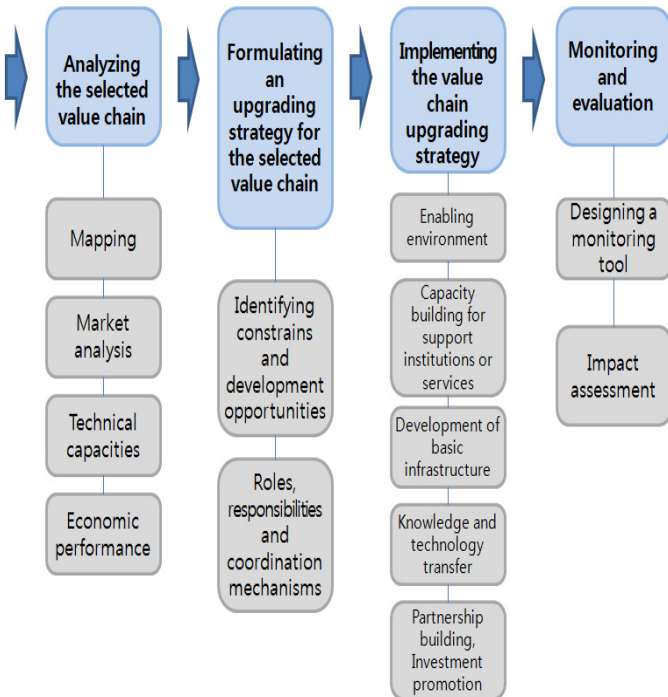 Analyzing
the selected
value chain
Mapping
Market
analysis
Technical
capacities
Economic
performance
Formulating
an
upgrading
strategy for
the selected
value chain
Identifying
constrains
and
development
opportunities
Roles,
responsibilities
and
coordination
mechanisms
Implementing
the value
chain
upgrading
strategy
Enabling
environment
Capacity
building for
support
institutions or
services
Development of
basic
infrastructure
Knowledge and
technology
transfer
Partnership
building,
Investment
promotion
Monitoring
and
evaluation
Designing a
monitoring
tool
Impact
assessment